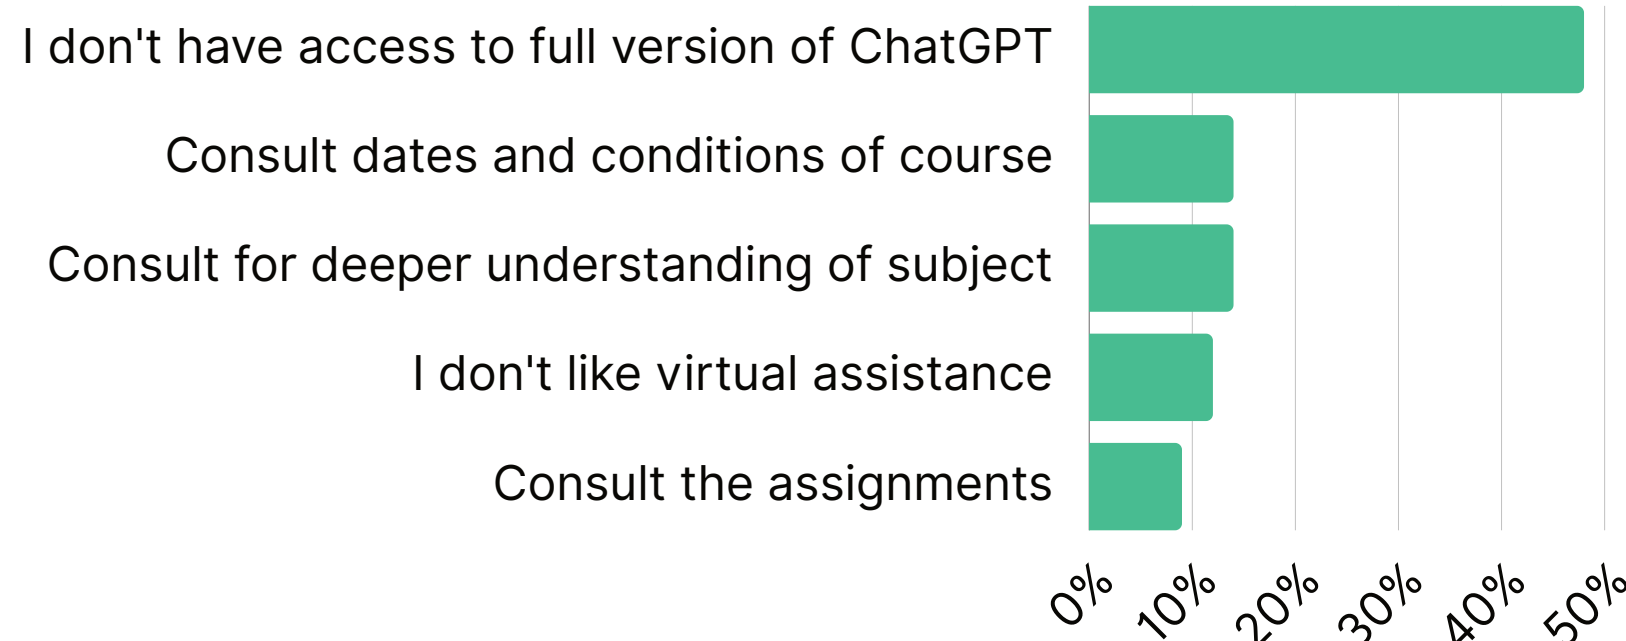 I don't have access to full version of ChatGPT
Consult dates and conditions of course
Consult for deeper understanding of subject
I don't like virtual assistance
Consult the assignments
0%
10%
20%
30%
40%
50%